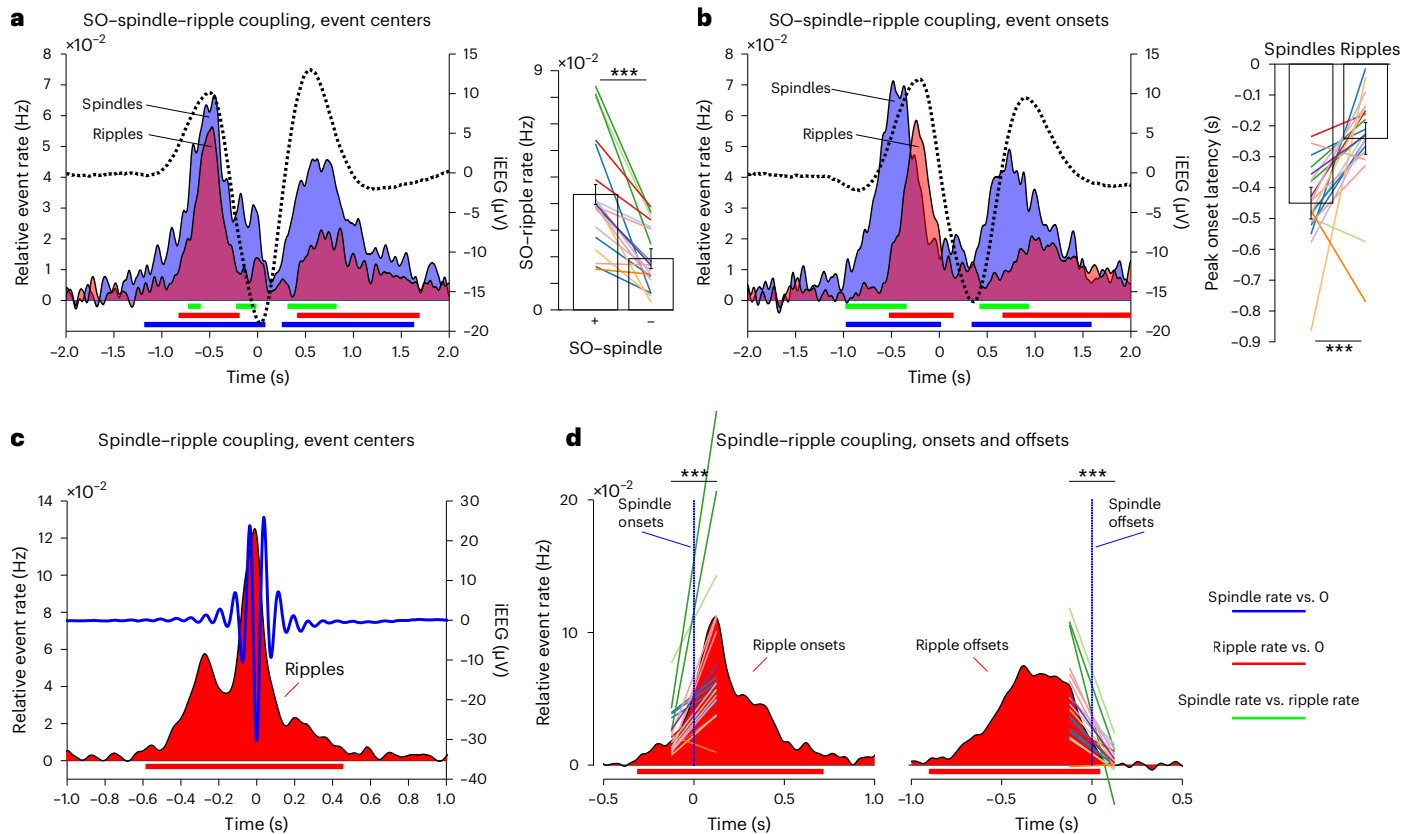 a
SO–spindle–ripple coupling, event centers
×10⁻²
Relative event rate (Hz)
8
7
6
5
4
3
2
1
0
Spindles
Ripples
15
10
5
0
−5
−10
−15
−20
iEEG (μV)
−2.0 −1.5 −1.0 −0.5 0 0.5 1.0 1.5 2.0
Time (s)
×10⁻²
9
0
SO–ripple rate (Hz)
***
+ −
SO–spindle
b
SO–spindle–ripple coupling, event onsets
×10⁻²
Relative event rate (Hz)
8
7
6
5
4
3
2
1
0
Spindles
Ripples
15
10
5
0
−5
−10
−15
−20
iEEG (μV)
−2.0 −1.5 −1.0 −0.5 0 0.5 1.0 1.5 2.0
Time (s)
Spindles Ripples
Peak onset latency (s)
0
−0.1
−0.2
−0.3
−0.4
−0.5
−0.6
−0.7
−0.8
−0.9
***
c
Spindle–ripple coupling, event centers
×10⁻²
Relative event rate (Hz)
14
12
10
8
6
4
2
0
Ripples
30
20
10
0
−10
−20
−30
−40
iEEG (μV)
−1.0 −0.8 −0.6 −0.4 −0.2 0 0.2 0.4 0.6 0.8 1.0
Time (s)
d
Spindle–ripple coupling, onsets and offsets
×10⁻²
Relative event rate (Hz)
20
10
0
***
Spindle
onsets
Ripple onsets
−0.5 0 0.5 1.0
Time (s)
***
Spindle
offsets
Ripple offsets
−1.0 −0.5 0 0.5
Time (s)
Spindle rate vs. 0
Ripple rate vs. 0
Spindle rate vs. ripple rate